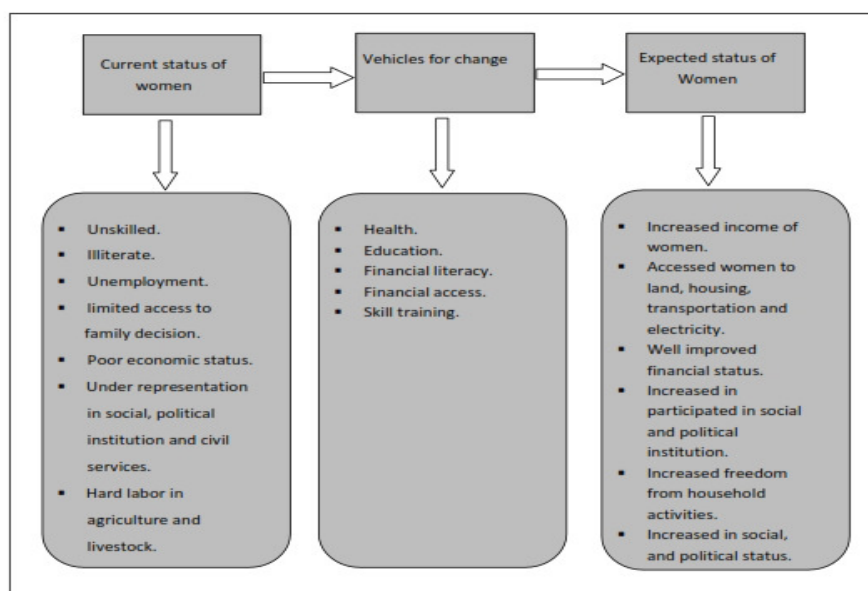 Current status of
women
Vehicles for change
Expected status of
Women
▪ Unskilled.
▪ Illiterate.
▪ Unemployment.
▪ limited access to
family decision.
▪ Poor economic status.
▪ Under representation
in social, political
institution and civil
services.
▪ Hard labor in
agriculture and
livestock.
▪ Health.
▪ Education.
▪ Financial literacy.
▪ Financial access.
▪ Skill training.
▪ Increased income of
women.
▪ Accessed women to
land, housing,
transportation and
electricity.
▪ Well improved
financial status.
▪ Increased in
participated in social
and political
institution.
▪ Increased freedom
from household
activities.
▪ Increased in social,
and political status.